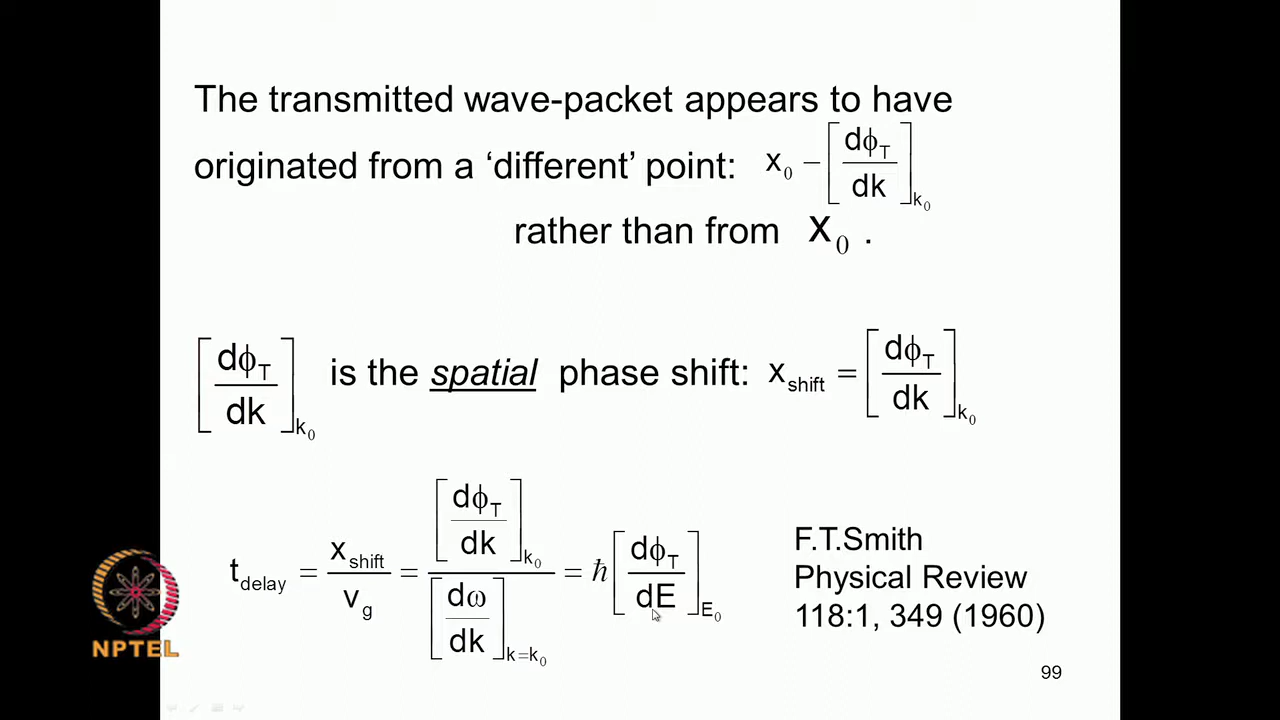 The transmitted wave-packet appears to have
originated from a ‘different’ point: x₀ − [dϕ_T/dk]_k₀
rather than from x₀ .
[dϕ_T/dk]_k₀ is the spatial phase shift: x_shift = [dϕ_T/dk]_k₀
t_delay = x_shift/v_g = [dϕ_T/dk]_k₀ / [dω/dk]_k=k₀ = ℏ[dϕ_T/dE]_E₀
F.T.Smith
Physical Review
118:1, 349 (1960)
NPTEL
99